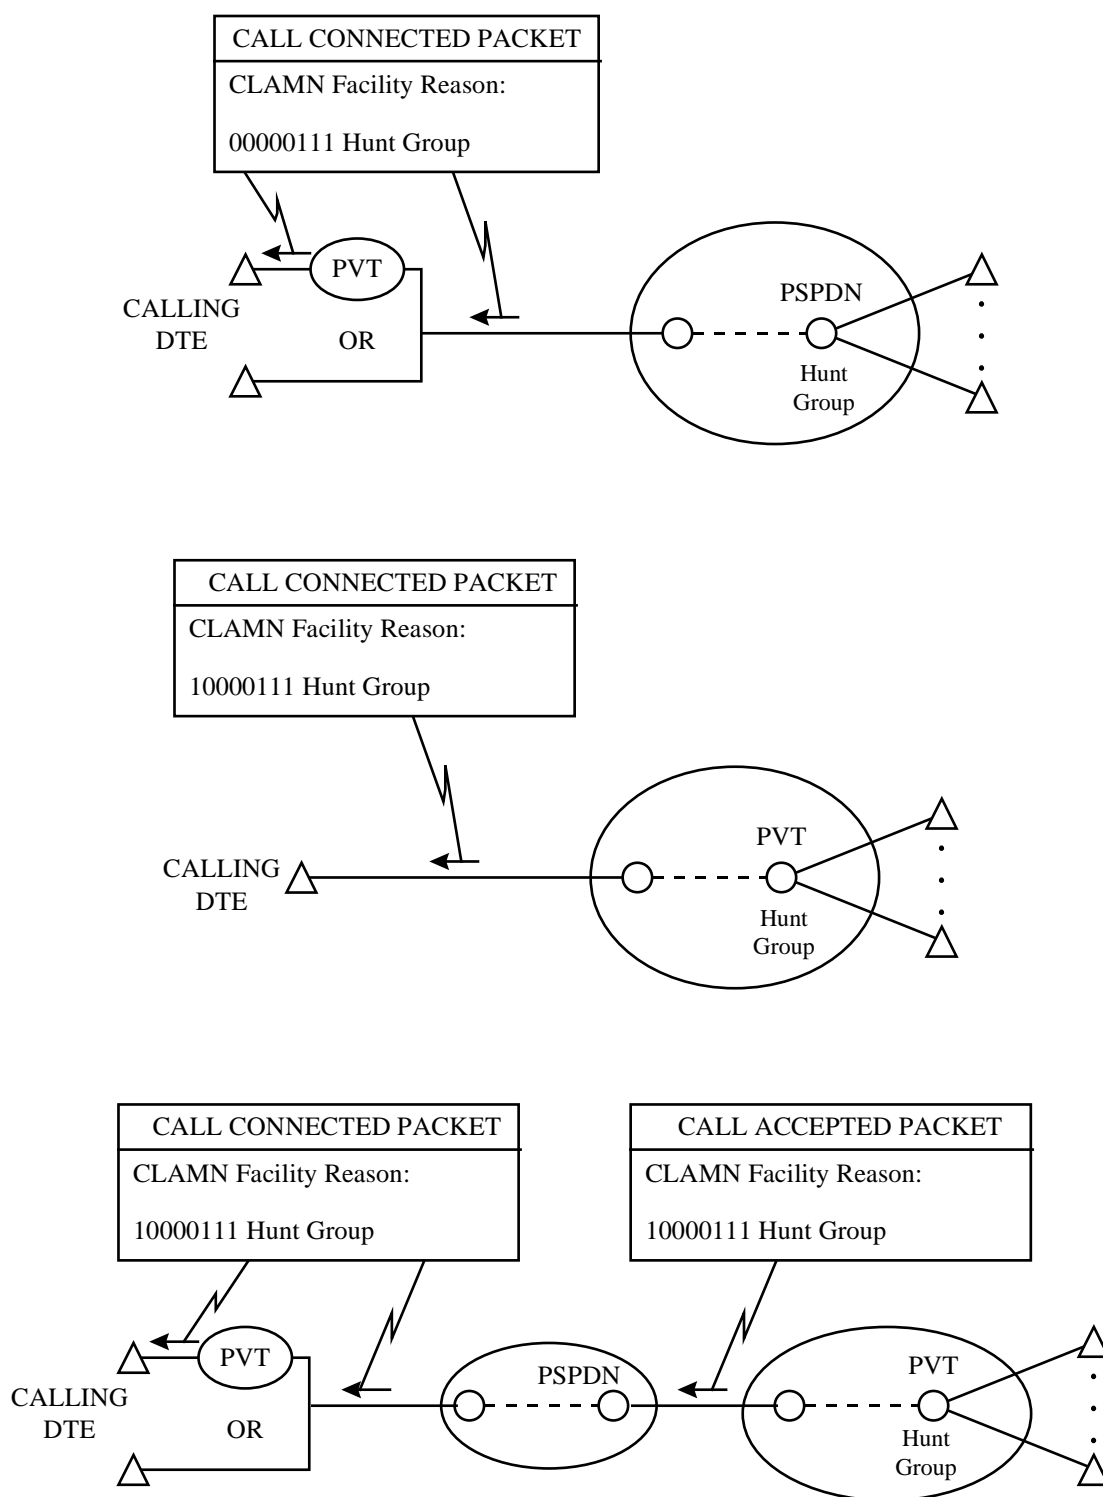 CALL CONNECTED PACKET
CLAMN Facility Reason:
00000111 Hunt Group
PVT
CALLING
DTE
OR
PSPDN
Hunt
Group
CALL CONNECTED PACKET
CLAMN Facility Reason:
10000111 Hunt Group
CALLING
DTE
PVT
Hunt
Group
CALL CONNECTED PACKET
CLAMN Facility Reason:
10000111 Hunt Group
CALL ACCEPTED PACKET
CLAMN Facility Reason:
10000111 Hunt Group
PVT
CALLING
DTE
OR
PSPDN
PVT
Hunt
Group